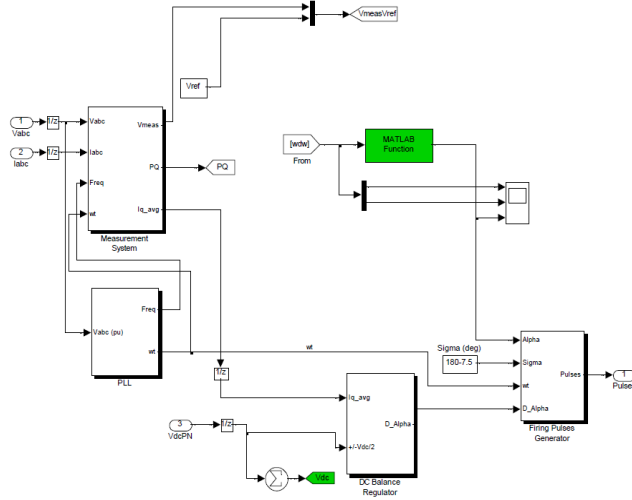 VmeasVref
Vref
1
Vabc
1/z
2
Iabc
1/z
Vabc
Iabc
Freq
wt
Vmeas
PQ
Iq_avg
Measurement
System
PQ
[wdw]
From
MATLAB
Function
Vabc (pu)
Freq
wt
PLL
wt
1/z
Sigma (deg)
180-7.5
Alpha
Sigma
wt
D_Alpha
Pulses
Firing Pulses
Generator
1
Pulse
3
VdcPN
1/z
Iq_avg
+/-Vdc/2
D_Alpha
DC Balance
Regulator
Σ
Vdc